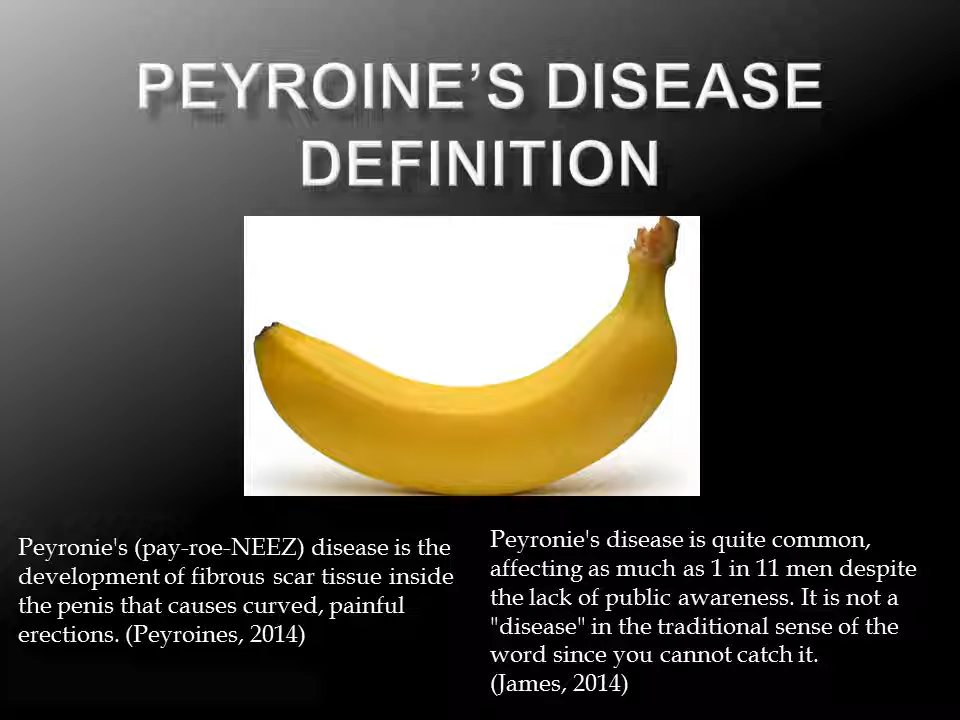 PEYROINE’S DISEASE
DEFINITION
Peyronie's (pay-roe-NEEZ) disease is the
development of fibrous scar tissue inside
the penis that causes curved, painful
erections. (Peyroines, 2014)
Peyronie's disease is quite common,
affecting as much as 1 in 11 men despite
the lack of public awareness. It is not a
"disease" in the traditional sense of the
word since you cannot catch it.
(James, 2014)